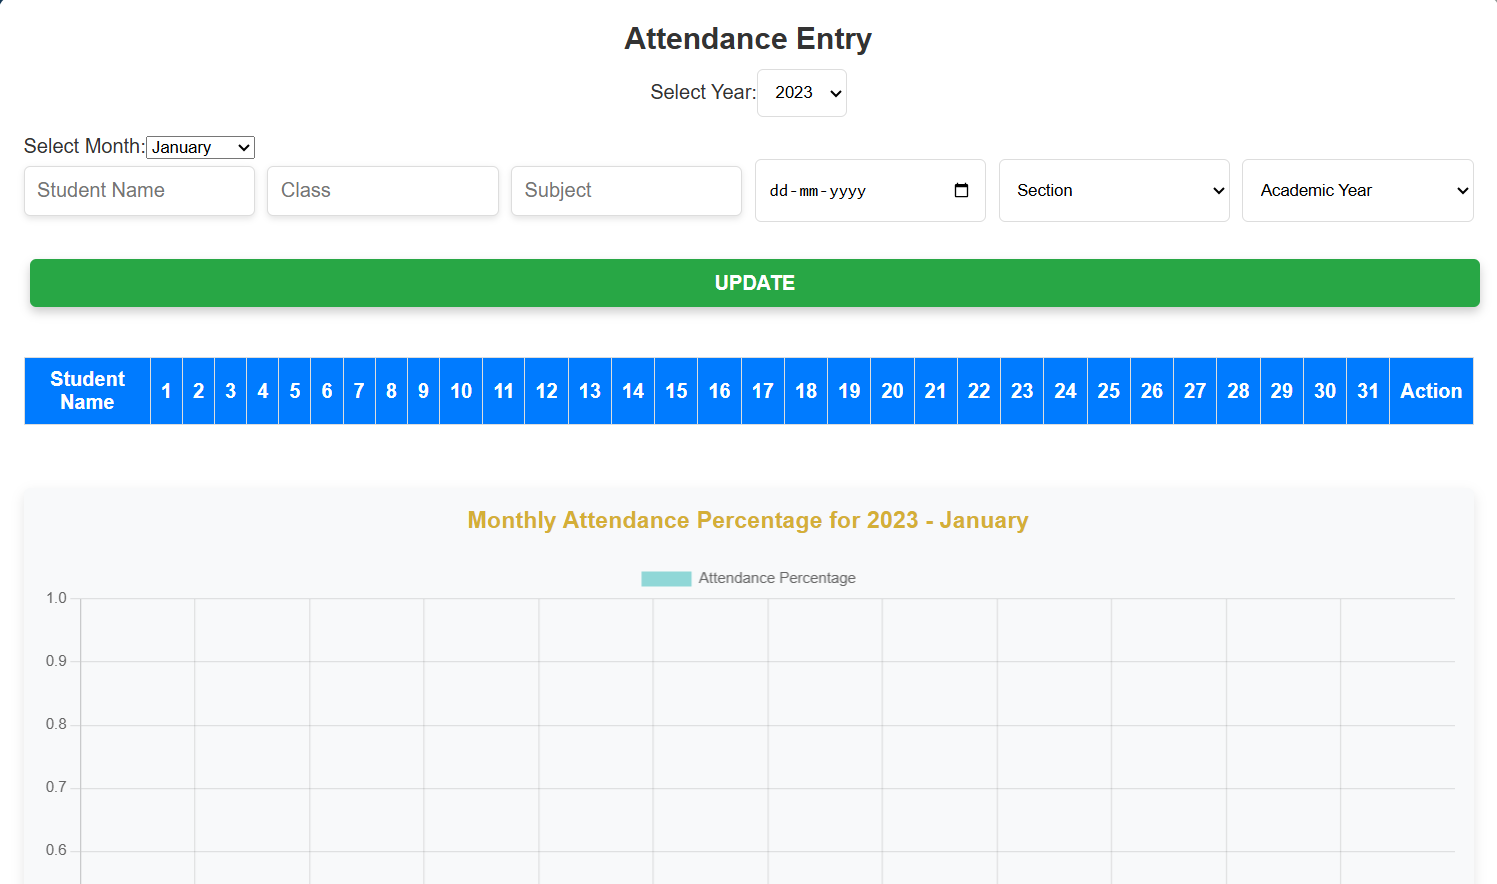 Attendance Entry
Select Year: 2023
Select Month: January
Student Name Class Subject dd-mm-yyyy Section Academic Year
UPDATE
Student Name 1 2 3 4 5 6 7 8 9 10 11 12 13 14 15 16 17 18 19 20 21 22 23 24 25 26 27 28 29 30 31 Action
Monthly Attendance Percentage for 2023 - January
Attendance Percentage
1.0
0.9
0.8
0.7
0.6